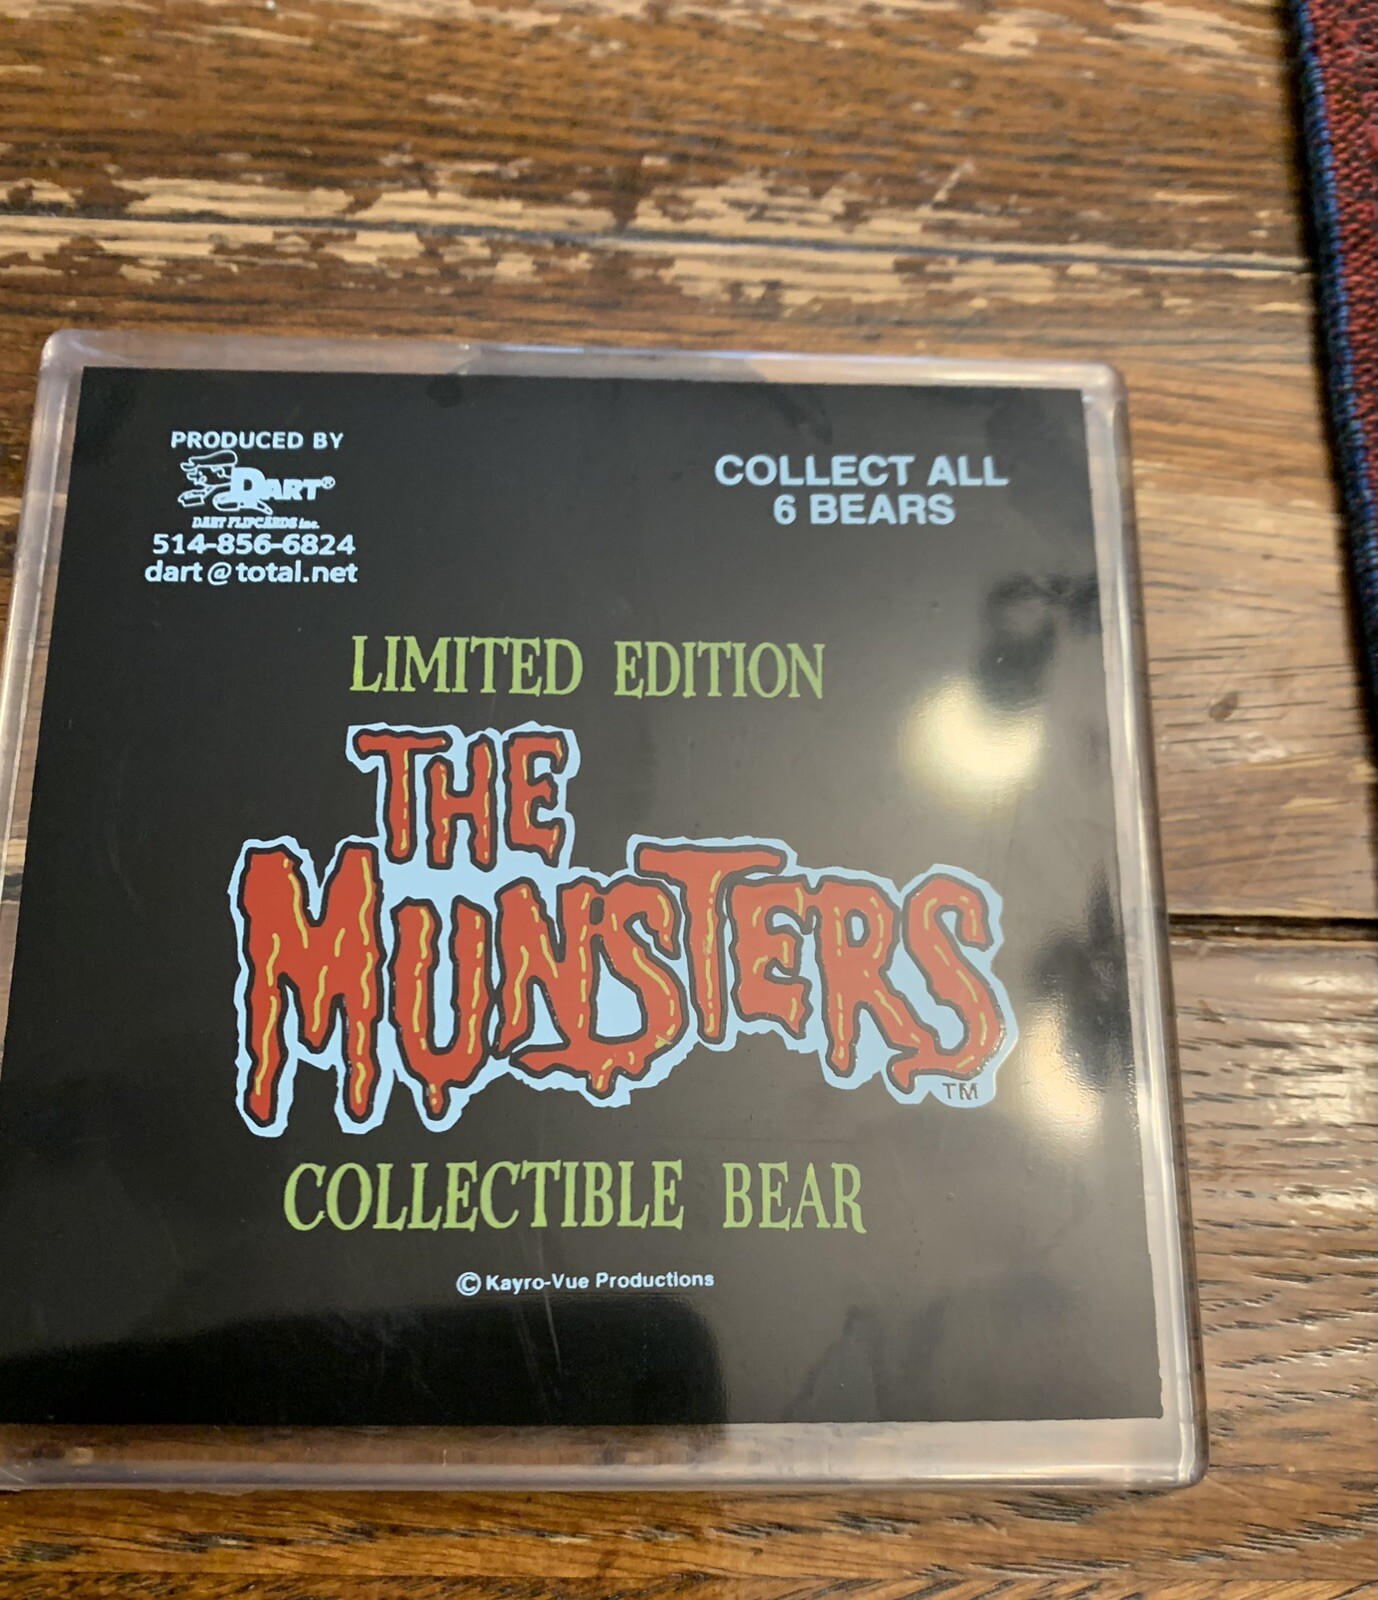 PRODUCED BY
DART®
DART FLIPCARDS inc.
514-856-6824
dart@total.net
COLLECT ALL
6 BEARS
LIMITED EDITION
THE
MUNSTERS
TM
COLLECTIBLE BEAR
© Kayro-Vue Productions